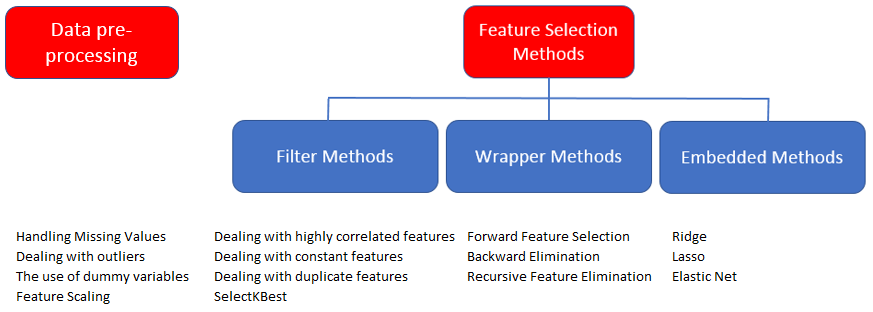 Data pre-
processing
Feature Selection
Methods
Filter Methods
Wrapper Methods
Embedded Methods
Handling Missing Values
Dealing with outliers
The use of dummy variables
Feature Scaling
Dealing with highly correlated features
Dealing with constant features
Dealing with duplicate features
SelectKBest
Forward Feature Selection
Backward Elimination
Recursive Feature Elimination
Ridge
Lasso
Elastic Net